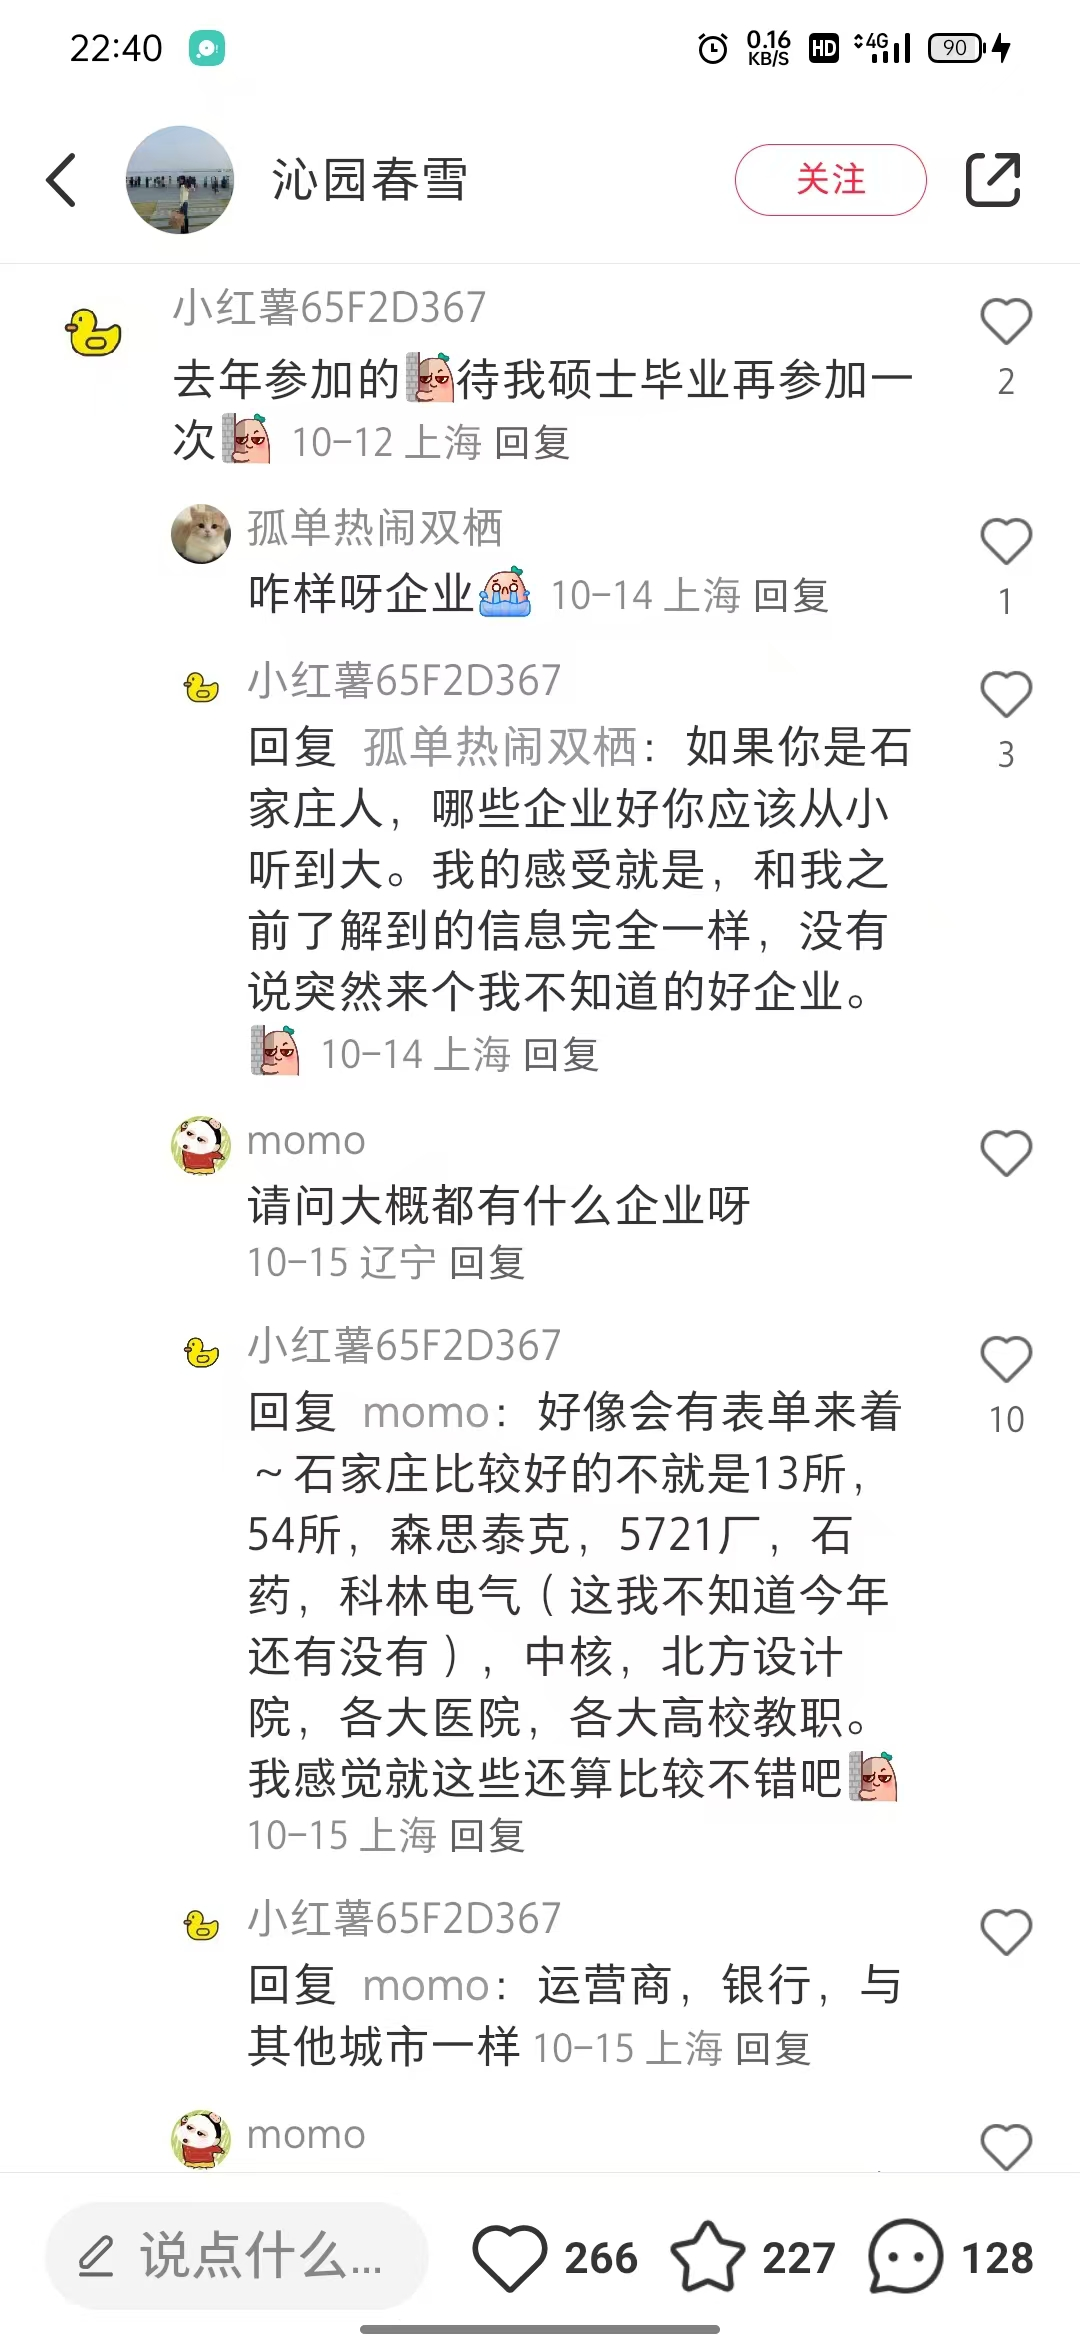 22:40
0.16
KB/S
HD
4G
90
沁园春雪
关注
小红薯65F2D367
去年参加的待我硕士毕业再参加一
次 10-12 上海 回复
2
孤单热闹双栖
咋样呀企业 10-14 上海 回复
1
小红薯65F2D367
回复 孤单热闹双栖：如果你是石
家庄人，哪些企业好你应该从小
听到大。我的感受就是，和我之
前了解到的信息完全一样，没有
说突然来个我不知道的好企业。
10-14 上海 回复
3
momo
请问大概都有什么企业呀
10-15 辽宁 回复
小红薯65F2D367
回复 momo：好像会有表单来着
～石家庄比较好的不就是13所，
54所，森思泰克，5721厂，石
药，科林电气（这我不知道今年
还有没有），中核，北方设计
院，各大医院，各大高校教职。
我感觉就这些还算比较不错吧
10-15 上海 回复
10
小红薯65F2D367
回复 momo：运营商，银行，与
其他城市一样 10-15 上海 回复
momo
说点什么...
266
227
128